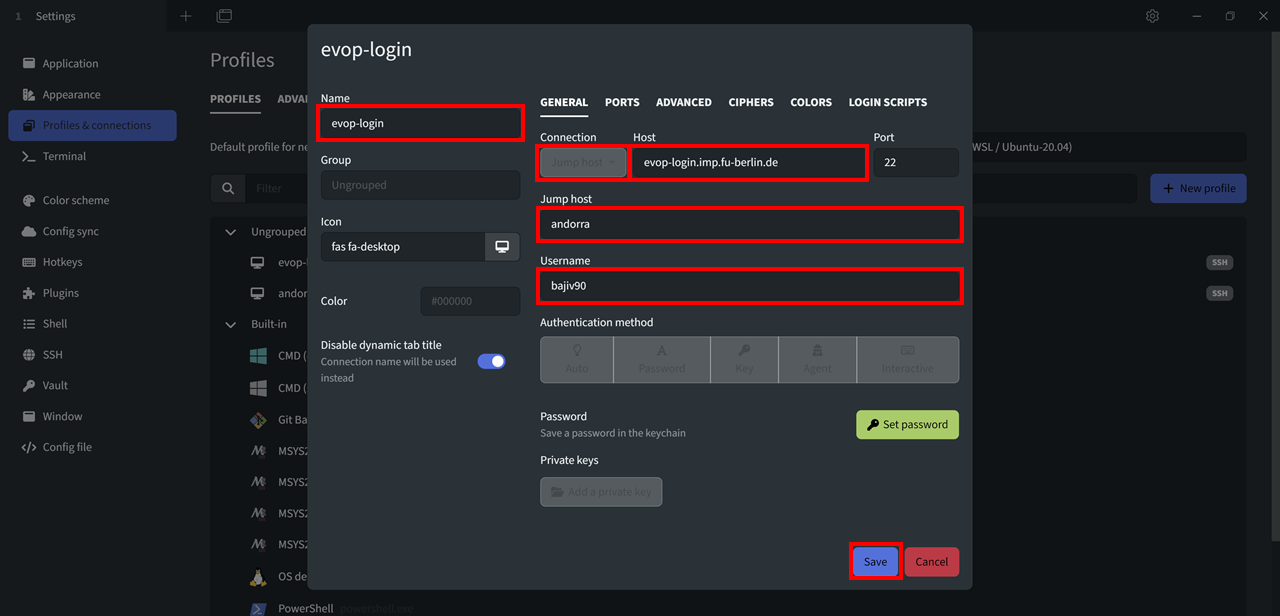 1 Settings
Application
Appearance
Profiles & connections
Terminal
Color scheme
Config sync
Hotkeys
Plugins
Shell
SSH
Vault
Window
Config file
Profiles
PROFILES ADVA
Default profile for ne
WSL / Ubuntu-20.04)
Filter
New profile
Ungrouped
evop-
SSH
andor
SSH
Built-in
CMD (
CMD (
Git Ba
MSYS2
MSYS2
MSYS2
MSYS2
OS de
PowerShell powershell.exe
evop-login
Name
evop-login
Group
Ungrouped
Icon
fas fa-desktop
Color
#000000
Disable dynamic tab title
Connection name will be used
instead
GENERAL PORTS ADVANCED CIPHERS COLORS LOGIN SCRIPTS
Connection Host Port
Jump host evop-login.imp.fu-berlin.de 22
Jump host
andorra
Username
bajiv90
Authentication method
Auto Password Key Agent Interactive
Password
Save a password in the keychain
Set password
Private keys
Add a private key
Save Cancel